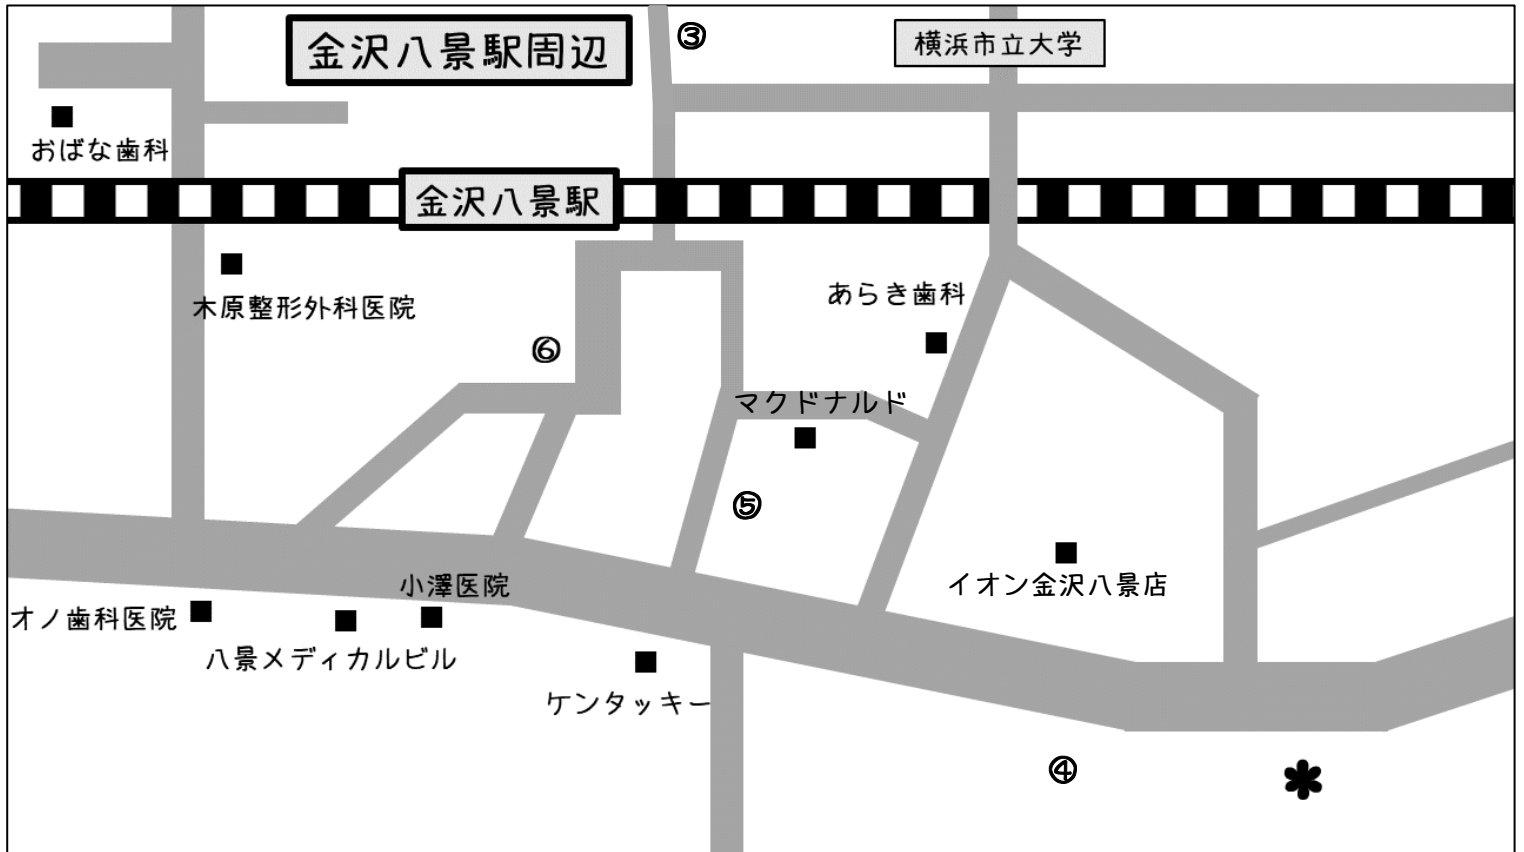 金沢八景駅周辺
③
横浜市立大学
おばな歯科
金沢八景駅
木原整形外科医院
あらき歯科
⑥
マクドナルド
⑤
イオン金沢八景店
小澤医院
オノ歯科医院
八景メディカルビル
ケンタッキー
④
*